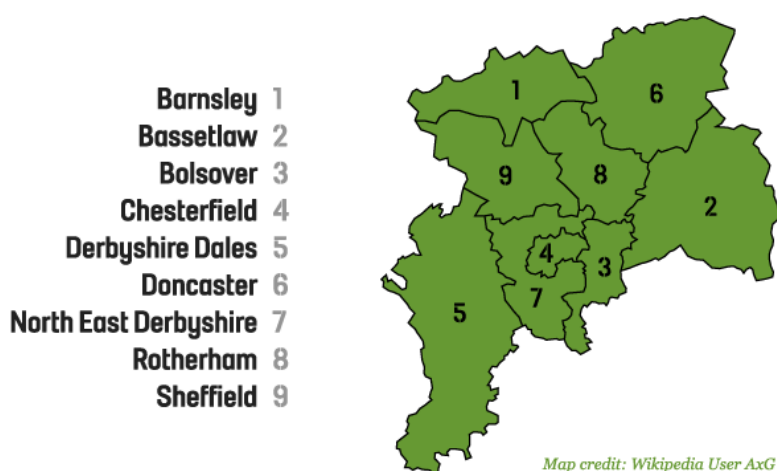 Barnsley 1
Bassetlaw 2
Bolsover 3
Chesterfield 4
Derbyshire Dales 5
Doncaster 6
North East Derbyshire 7
Rotherham 8
Sheffield 9
1
6
9
8
2
4
3
7
5
Map credit: Wikipedia User AxG